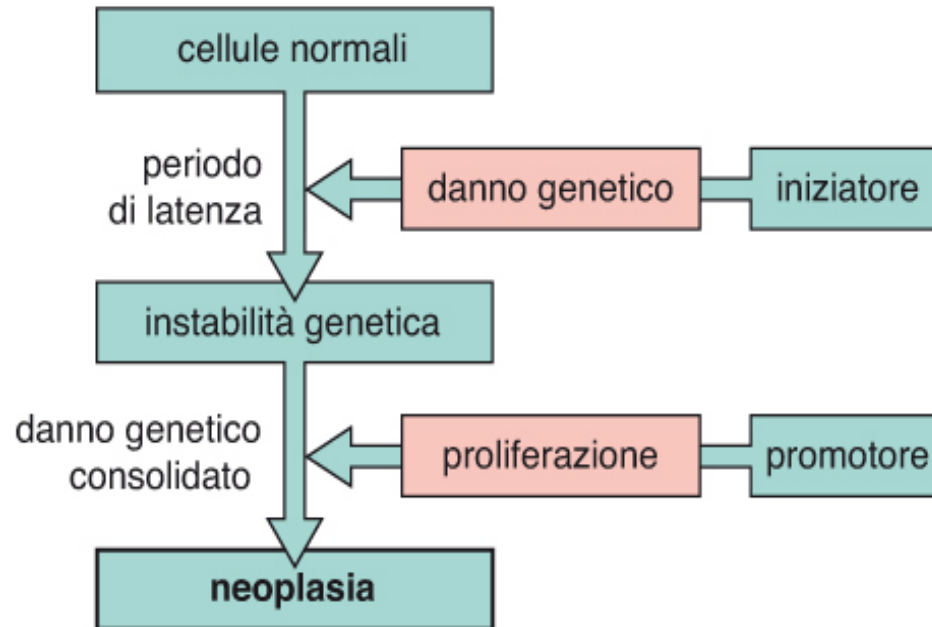 cellule normali
periodo
di latenza
danno genetico
iniziatore
instabilità genetica
danno genetico
consolidato
proliferazione
promotore
neoplasia